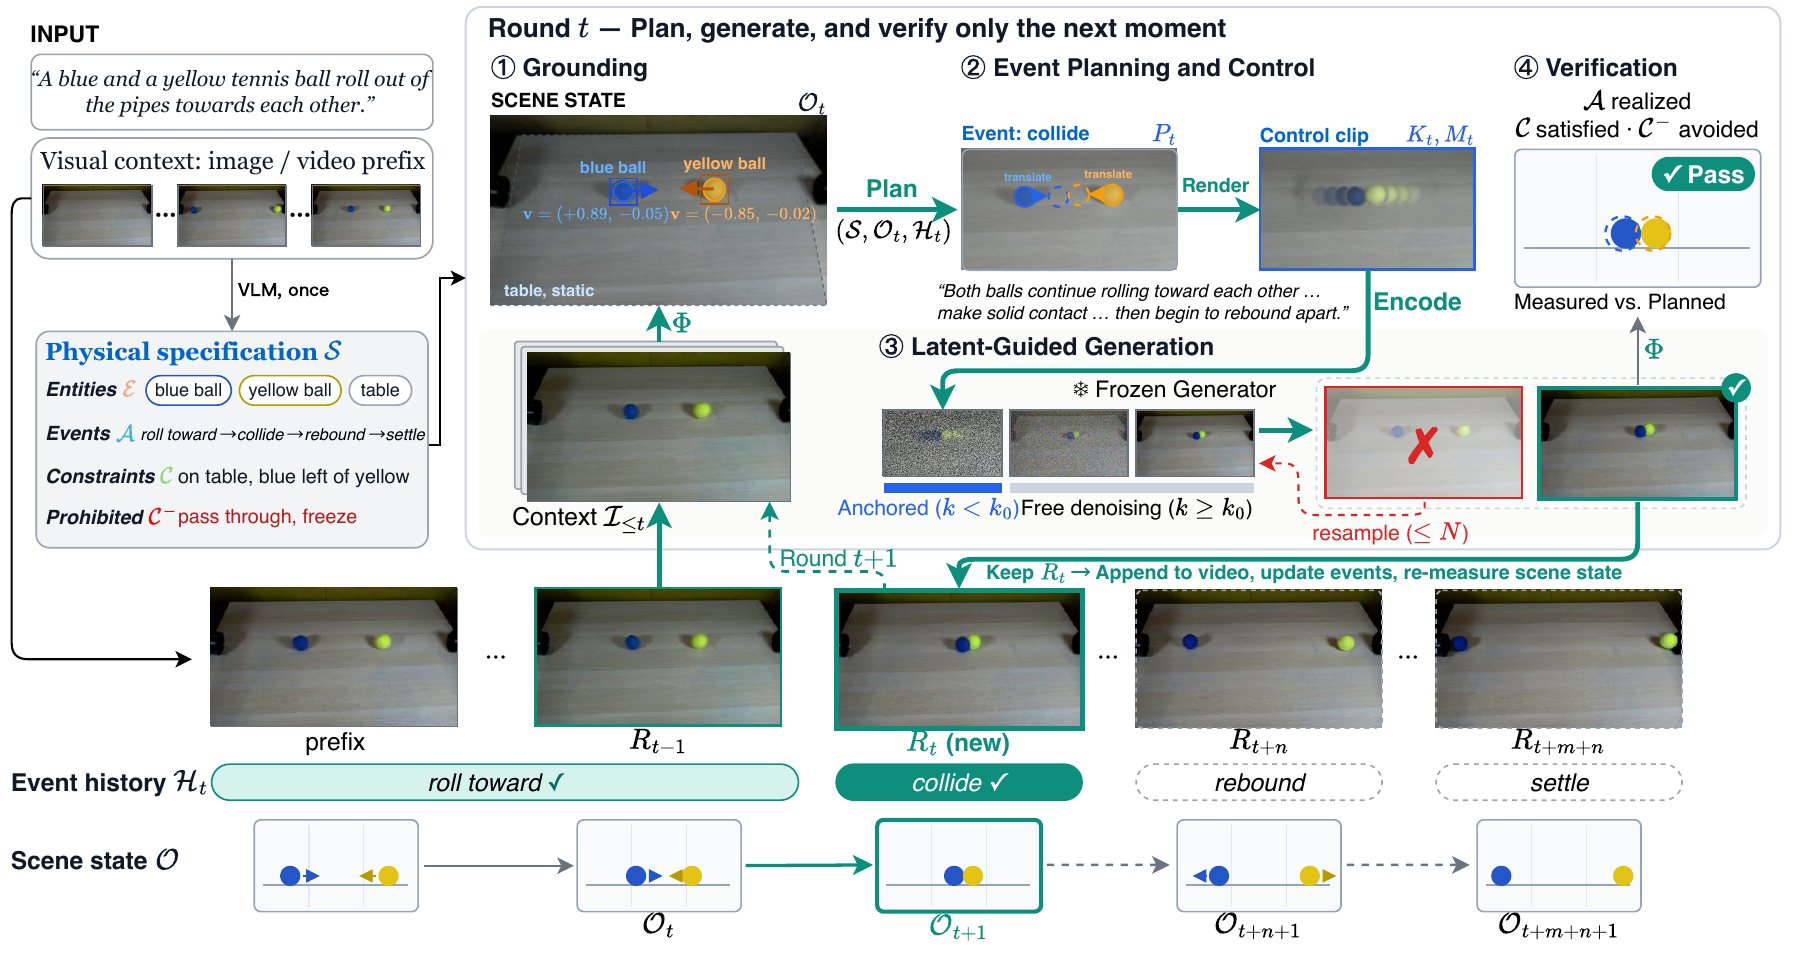 INPUT
“A blue and a yellow tennis ball roll out of
the pipes towards each other.”
Visual context: image / video prefix
VLM, once
Physical specification 𝒮
Entities ℰ blue ball yellow ball table
Events 𝒜 roll toward→collide→rebound→settle
Constraints 𝒞 on table, blue left of yellow
Prohibited 𝒞⁻ pass through, freeze
Round t — Plan, generate, and verify only the next moment
① Grounding
SCENE STATE 𝒪ₜ
blue ball yellow ball
v = (+0.89, −0.05) v = (−0.85, −0.02)
table, static
Φ
Context ℐ≤t
Plan
(𝒮, 𝒪ₜ, ℋₜ)
② Event Planning and Control
Event: collide Pₜ
translate translate
Render
Control clip Kₜ, Mₜ
“Both balls continue rolling toward each other …
make solid contact … then begin to rebound apart.”
Encode
③ Latent-Guided Generation
❄ Frozen Generator
Anchored (k < k₀) Free denoising (k ≥ k₀)
✗
✓
resample (≤ N)
④ Verification
𝒜 realized
𝒞 satisfied · 𝒞⁻ avoided
✓ Pass
Measured vs. Planned
Φ
Round t+1
Keep Rₜ → Append to video, update events, re-measure scene state
... ... ...
prefix Rₜ₋₁ Rₜ (new) Rₜ₊ₙ Rₜ₊ₘ₊ₙ
Event history ℋₜ roll toward ✓ collide ✓ rebound settle
Scene state 𝒪
𝒪ₜ 𝒪ₜ₊₁ 𝒪ₜ₊ₙ₊₁ 𝒪ₜ₊ₘ₊ₙ₊₁